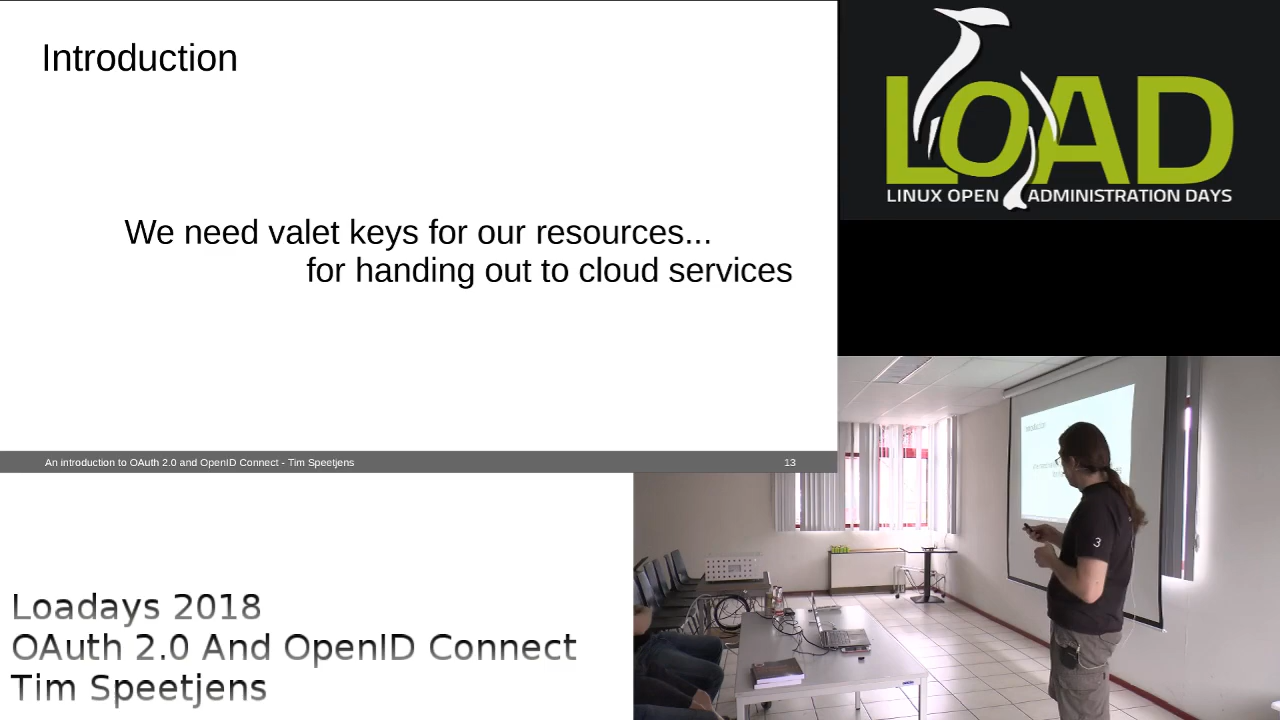 Introduction
We need valet keys for our resources...
for handing out to cloud services
An introduction to OAuth 2.0 and OpenID Connect - Tim Speetjens
13
LOAD
LINUX OPEN ADMINISTRATION DAYS
3
Loadays 2018
OAuth 2.0 And OpenID Connect
Tim Speetjens